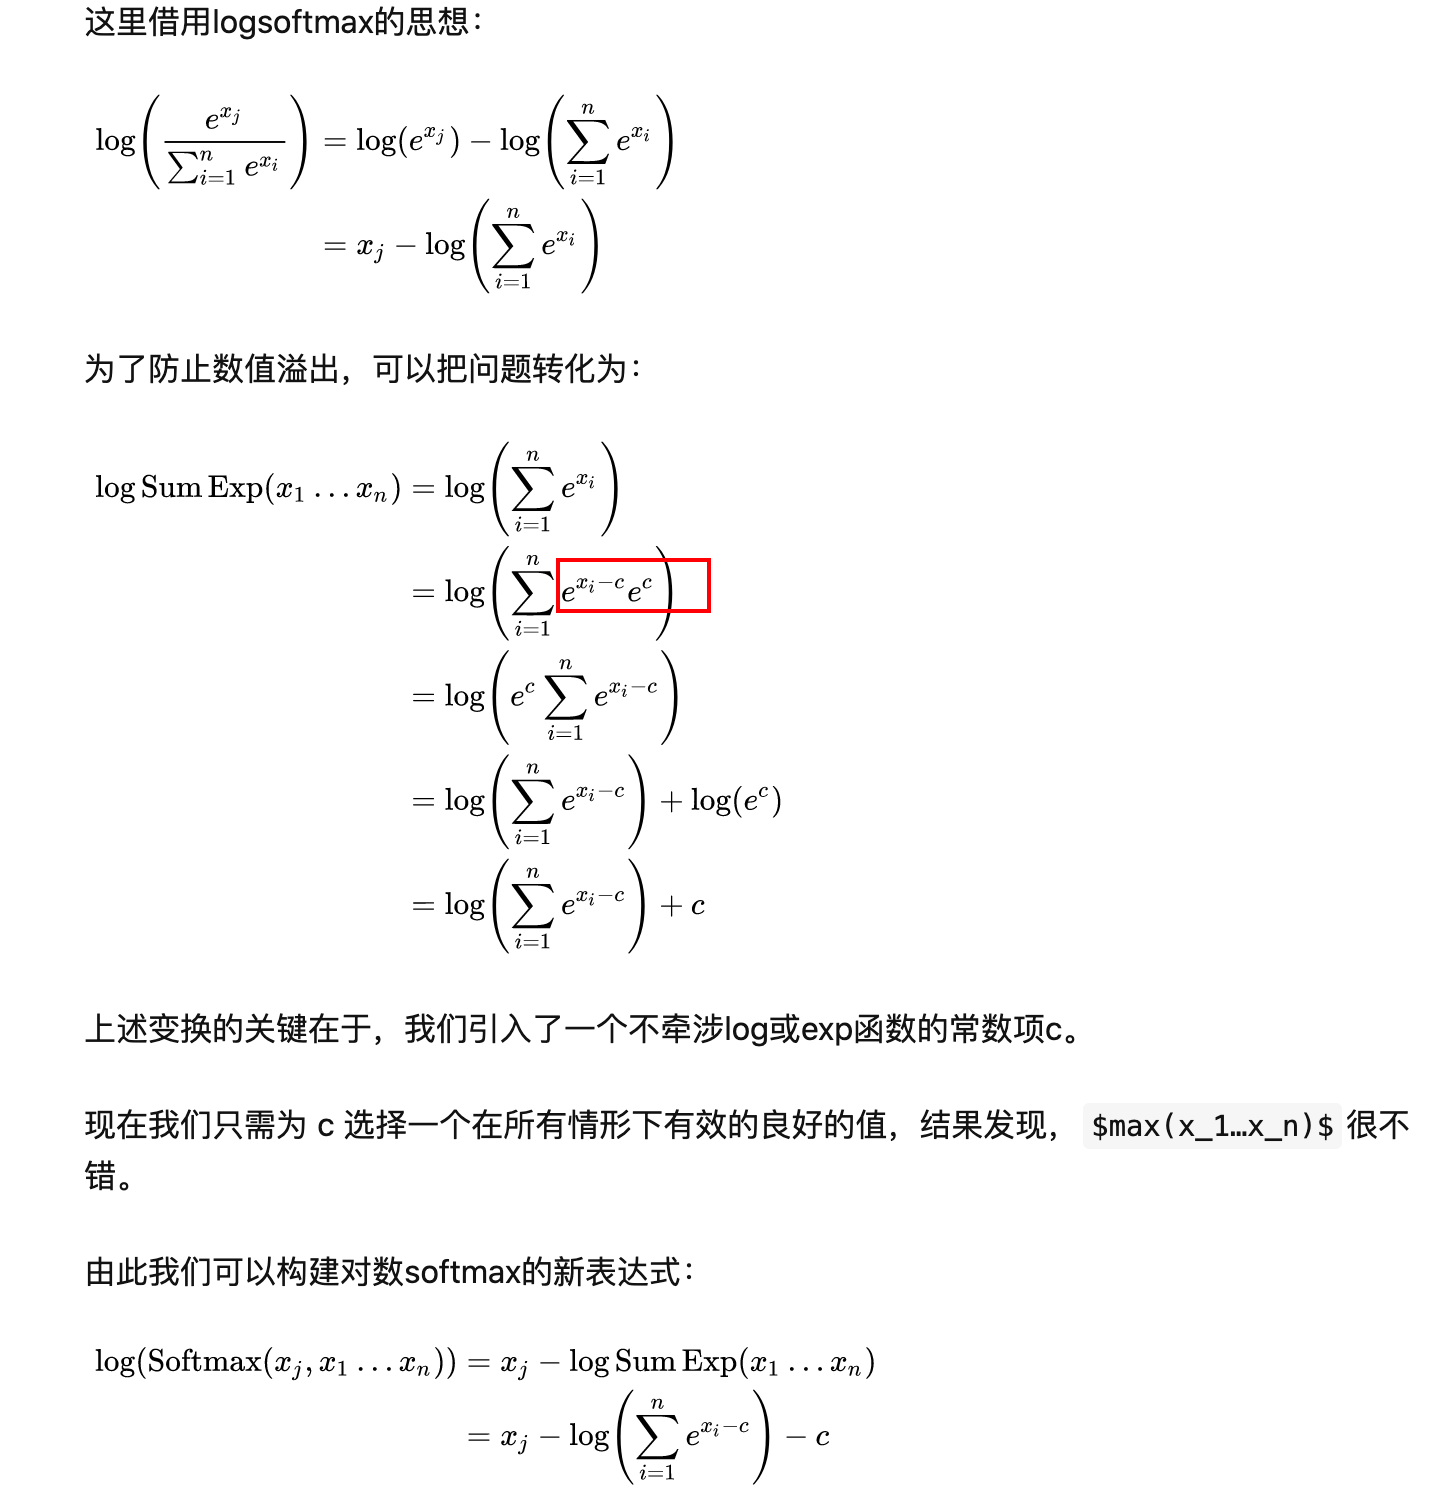 这里借用logsoftmax的思想：
$\log\left(\frac{e^{x_j}}{\sum_{i=1}^{n} e^{x_i}}\right) = \log(e^{x_j}) - \log\left(\sum_{i=1}^{n} e^{x_i}\right)$
$= x_j - \log\left(\sum_{i=1}^{n} e^{x_i}\right)$
为了防止数值溢出，可以把问题转化为：
$\log \operatorname{Sum} \operatorname{Exp}(x_1 \ldots x_n) = \log\left(\sum_{i=1}^{n} e^{x_i}\right)$
$= \log\left(\sum_{i=1}^{n} e^{x_i-c} e^c\right)$
$= \log\left(e^c \sum_{i=1}^{n} e^{x_i-c}\right)$
$= \log\left(\sum_{i=1}^{n} e^{x_i-c}\right) + \log(e^c)$
$= \log\left(\sum_{i=1}^{n} e^{x_i-c}\right) + c$
上述变换的关键在于，我们引入了一个不牵涉log或exp函数的常数项c。
现在我们只需为 c 选择一个在所有情形下有效的良好的值，结果发现， $max(x_1…x_n)$ 很不
错。
由此我们可以构建对数softmax的新表达式：
$\log(\operatorname{Softmax}(x_j, x_1 \ldots x_n)) = x_j - \log \operatorname{Sum} \operatorname{Exp}(x_1 \ldots x_n)$
$= x_j - \log\left(\sum_{i=1}^{n} e^{x_i-c}\right) - c$